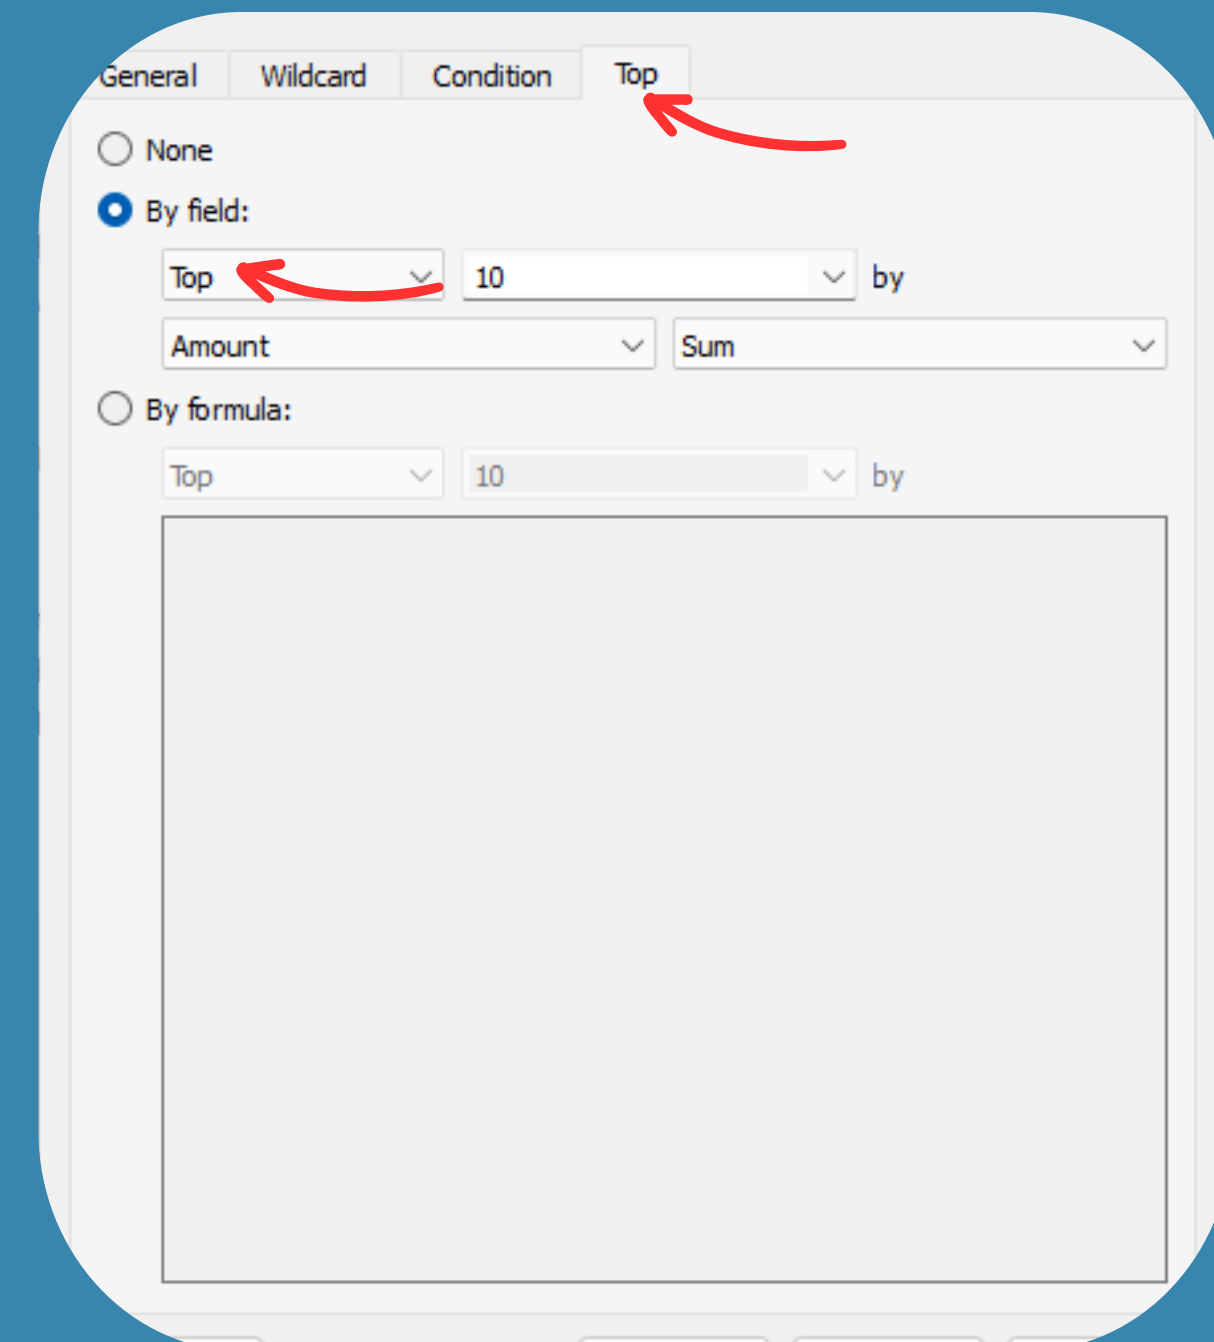 General Wildcard Condition Top
None
By field:
Top 10 by
Amount Sum
By formula:
Top 10 by